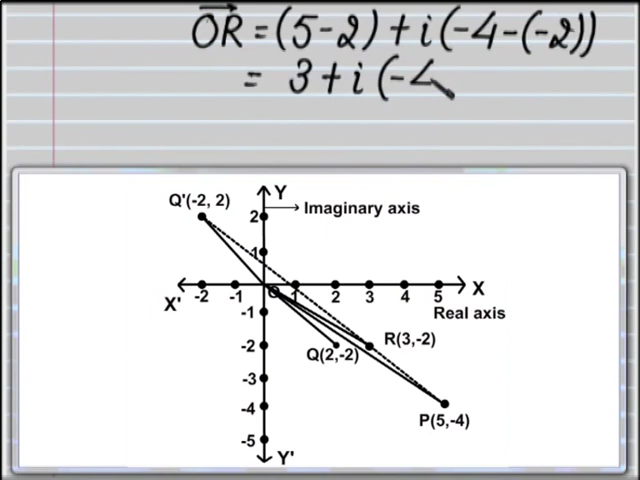 OR = (5-2) + i (-4-(-2))
= 3 + i (-4
Y
Q'(-2, 2)
Imaginary axis
2
1
X' -2 -1 O 1 2 3 4 5 X
Real axis
-1
R(3,-2)
-2
Q(2,-2)
-3
-4
P(5,-4)
-5
Y'